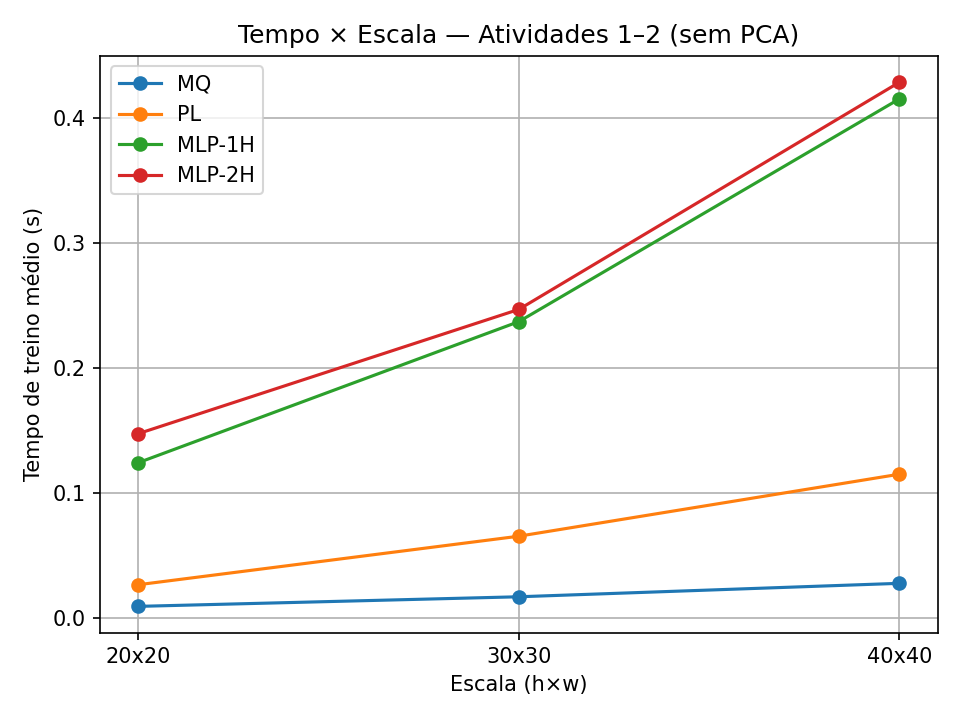 Tempo × Escala — Atividades 1–2 (sem PCA)
MQ
PL
MLP-1H
MLP-2H
Tempo de treino médio (s)
0.4
0.3
0.2
0.1
0.0
20x20
30x30
40x40
Escala (h×w)